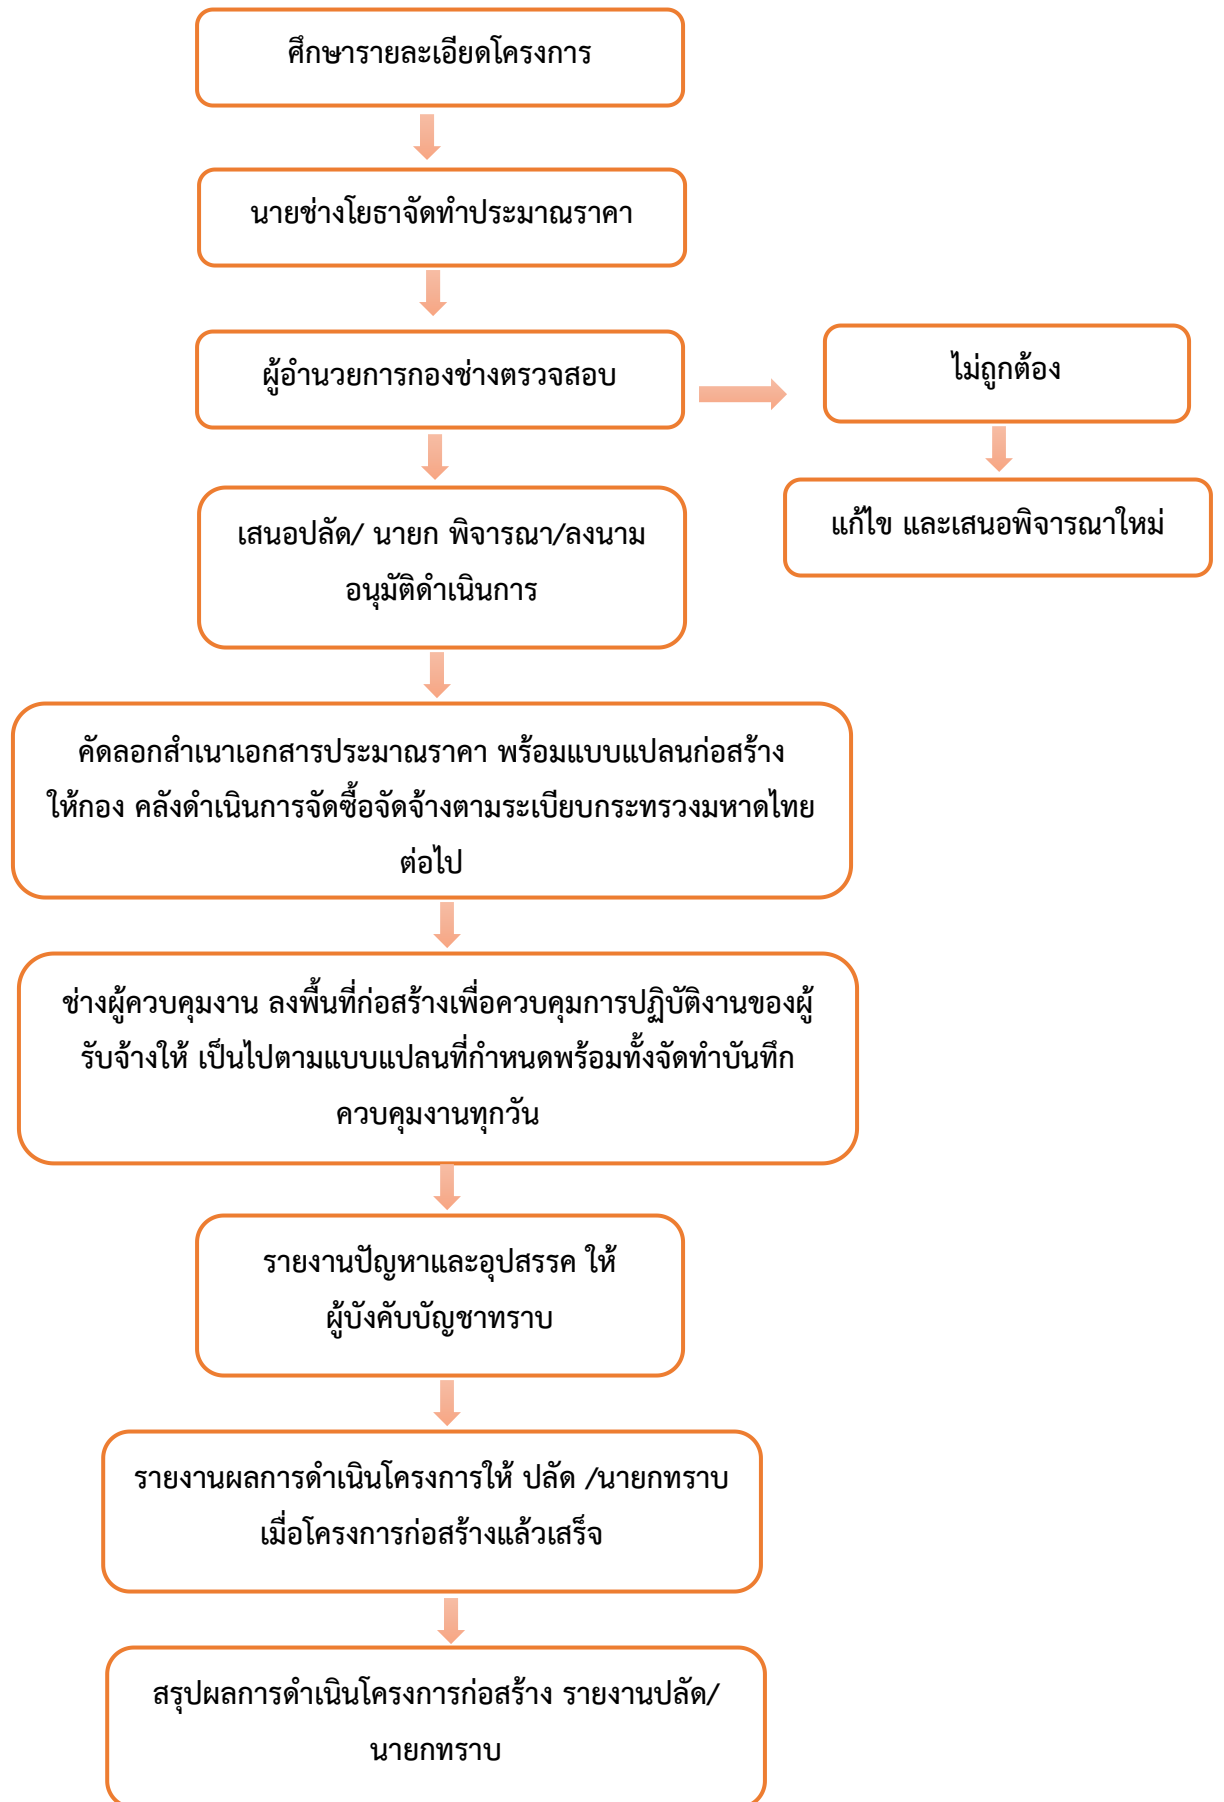 ศึกษารายละเอียดโครงการ
นายช่างโยธาจัดทำประมาณราคา
ผู้อำนวยการกองช่างตรวจสอบ
ไม่ถูกต้อง
แก้ไข และเสนอพิจารณาใหม่
เสนอปลัด/ นายก พิจารณา/ลงนาม
อนุมัติดำเนินการ
คัดลอกสำเนาเอกสารประมาณราคา พร้อมแบบแปลนก่อสร้าง
ให้กอง คลังดำเนินการจัดซื้อจัดจ้างตามระเบียบกระทรวงมหาดไทย
ต่อไป
ช่างผู้ควบคุมงาน ลงพื้นที่ก่อสร้างเพื่อควบคุมการปฏิบัติงานของผู้
รับจ้างให้ เป็นไปตามแบบแปลนที่กำหนดพร้อมทั้งจัดทำบันทึก
ควบคุมงานทุกวัน
รายงานปัญหาและอุปสรรค ให้
ผู้บังคับบัญชาทราบ
รายงานผลการดำเนินโครงการให้ ปลัด /นายกทราบ
เมื่อโครงการก่อสร้างแล้วเสร็จ
สรุปผลการดำเนินโครงการก่อสร้าง รายงานปลัด/
นายกทราบ